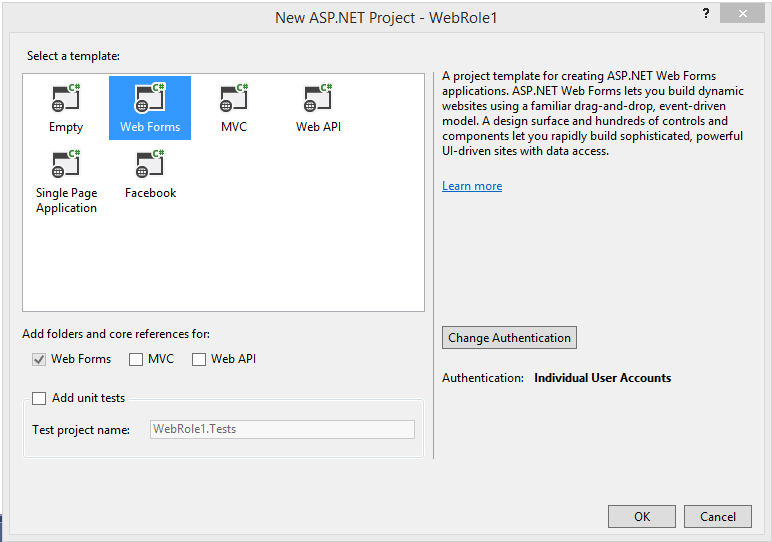 New ASP.NET Project - WebRole1
?
Select a template:
C# C# C# C#
Empty Web Forms MVC Web API
C# C#
Single Page Application Facebook
A project template for creating ASP.NET Web Forms
applications. ASP.NET Web Forms lets you build dynamic
websites using a familiar drag-and-drop, event-driven
model. A design surface and hundreds of controls and
components let you rapidly build sophisticated, powerful
UI-driven sites with data access.
Learn more
Add folders and core references for:
Web Forms MVC Web API
Add unit tests
Test project name: WebRole1.Tests
Change Authentication
Authentication: Individual User Accounts
OK Cancel